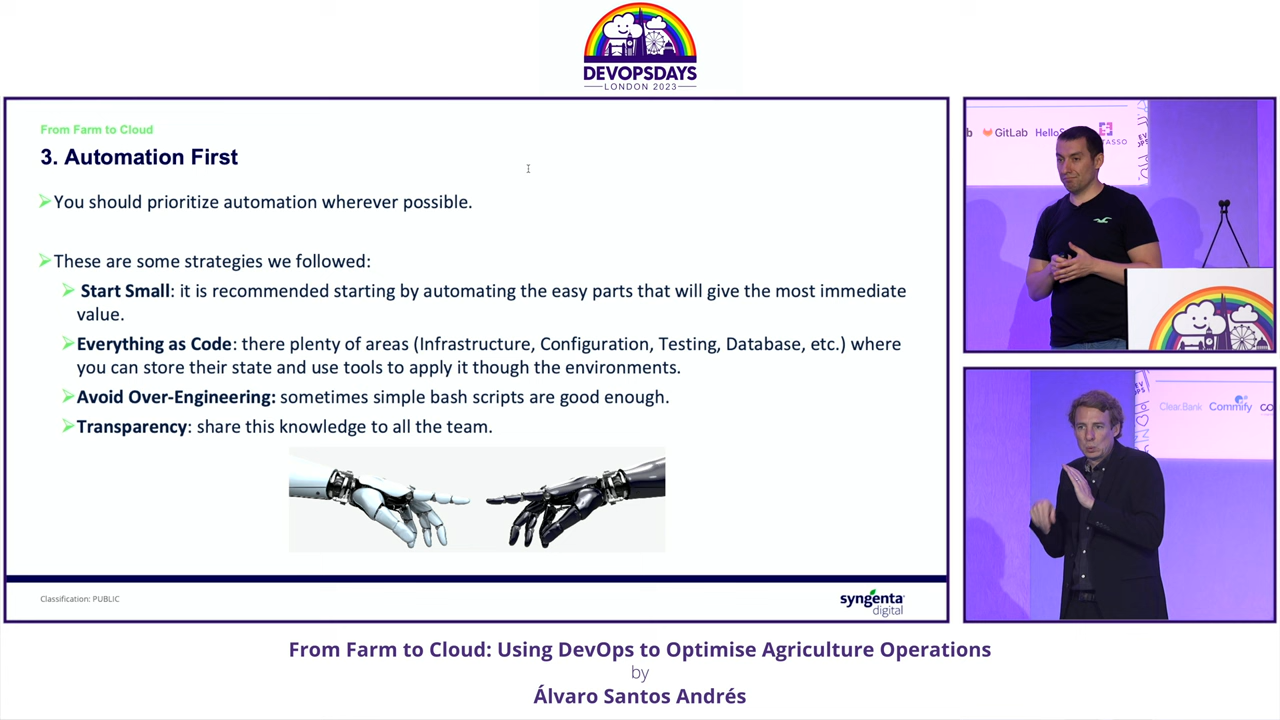 DEVOPSDAYS
LONDON 2023
From Farm to Cloud
3. Automation First
You should prioritize automation wherever possible.
These are some strategies we followed:
Start Small: it is recommended starting by automating the easy parts that will give the most immediate
value.
Everything as Code: there plenty of areas (Infrastructure, Configuration, Testing, Database, etc.) where
you can store their state and use tools to apply it though the environments.
Avoid Over-Engineering: sometimes simple bash scripts are good enough.
Transparency: share this knowledge to all the team.
Classification: PUBLIC
syngenta
digital
GitLab
ClearBank Commify
From Farm to Cloud: Using DevOps to Optimise Agriculture Operations
by
Álvaro Santos Andrés